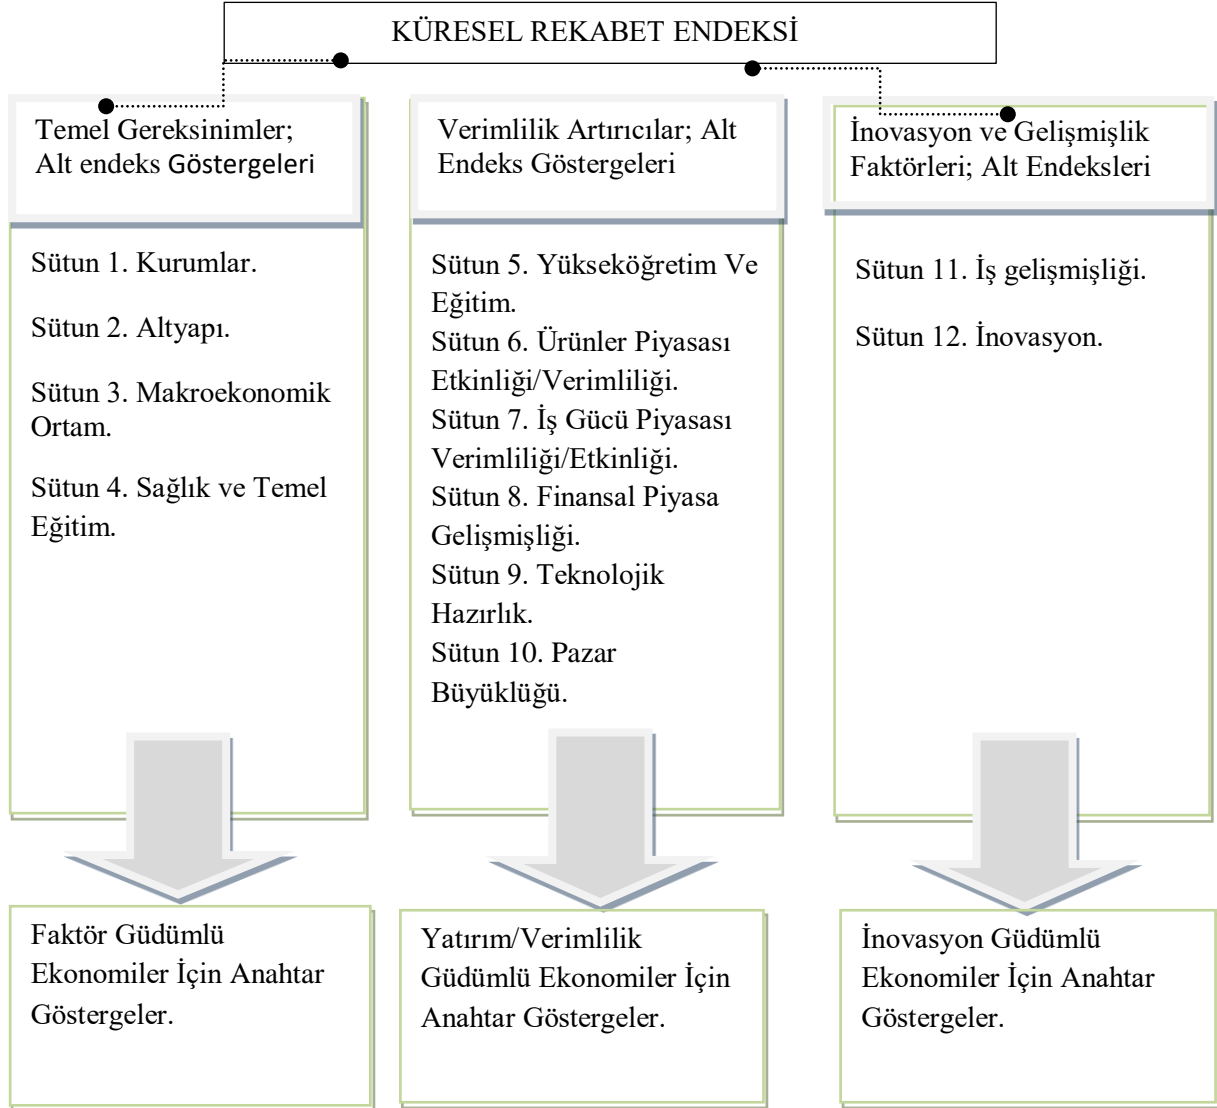 KÜRESEL REKABET ENDEKSİ
Temel Gereksinimler;
Alt endeks Göstergeleri
Sütun 1. Kurumlar.
Sütun 2. Altyapı.
Sütun 3. Makroekonomik
Ortam.
Sütun 4. Sağlık ve Temel
Eğitim.
Faktör Güdümlü
Ekonomiler İçin Anahtar
Göstergeler.
Verimlilik Artırıcılar; Alt
Endeks Göstergeleri
Sütun 5. Yükseköğretim Ve
Eğitim.
Sütun 6. Ürünler Piyasası
Etkinliği/Verimliliği.
Sütun 7. İş Gücü Piyasası
Verimliliği/Etkinliği.
Sütun 8. Finansal Piyasa
Gelişmişliği.
Sütun 9. Teknolojik
Hazırlık.
Sütun 10. Pazar
Büyüklüğü.
Yatırım/Verimlilik
Güdümlü Ekonomiler İçin
Anahtar Göstergeler.
İnovasyon ve Gelişmişlik
Faktörleri; Alt Endeksleri
Sütun 11. İş gelişmişliği.
Sütun 12. İnovasyon.
İnovasyon Güdümlü
Ekonomiler İçin Anahtar
Göstergeler.